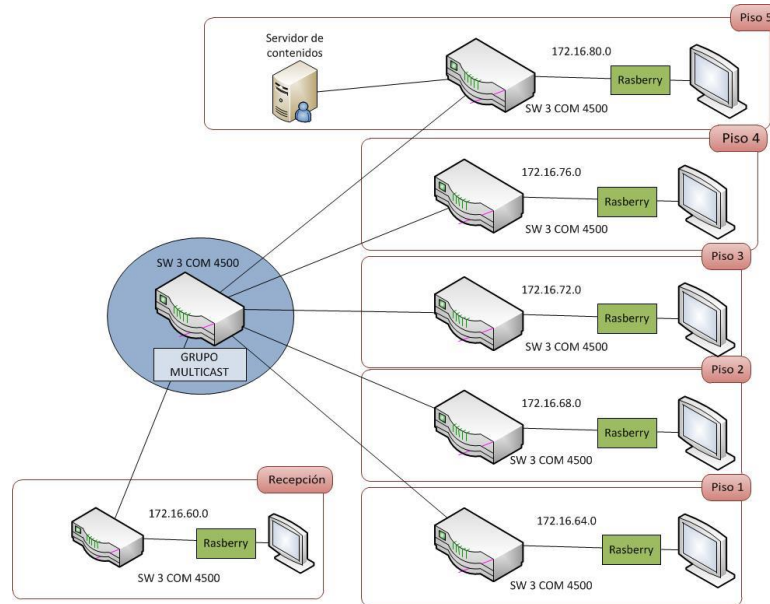 Piso 5
Servidor de
contenidos
172.16.80.0
Rasberry
SW 3 COM 4500
Piso 4
172.16.76.0
Rasberry
SW 3 COM 4500
Piso 3
172.16.72.0
Rasberry
SW 3 COM 4500
SW 3 COM 4500
GRUPO
MULTICAST
Piso 2
172.16.68.0
Rasberry
SW 3 COM 4500
Piso 1
172.16.64.0
Rasberry
SW 3 COM 4500
Recepción
172.16.60.0
Rasberry
SW 3 COM 4500